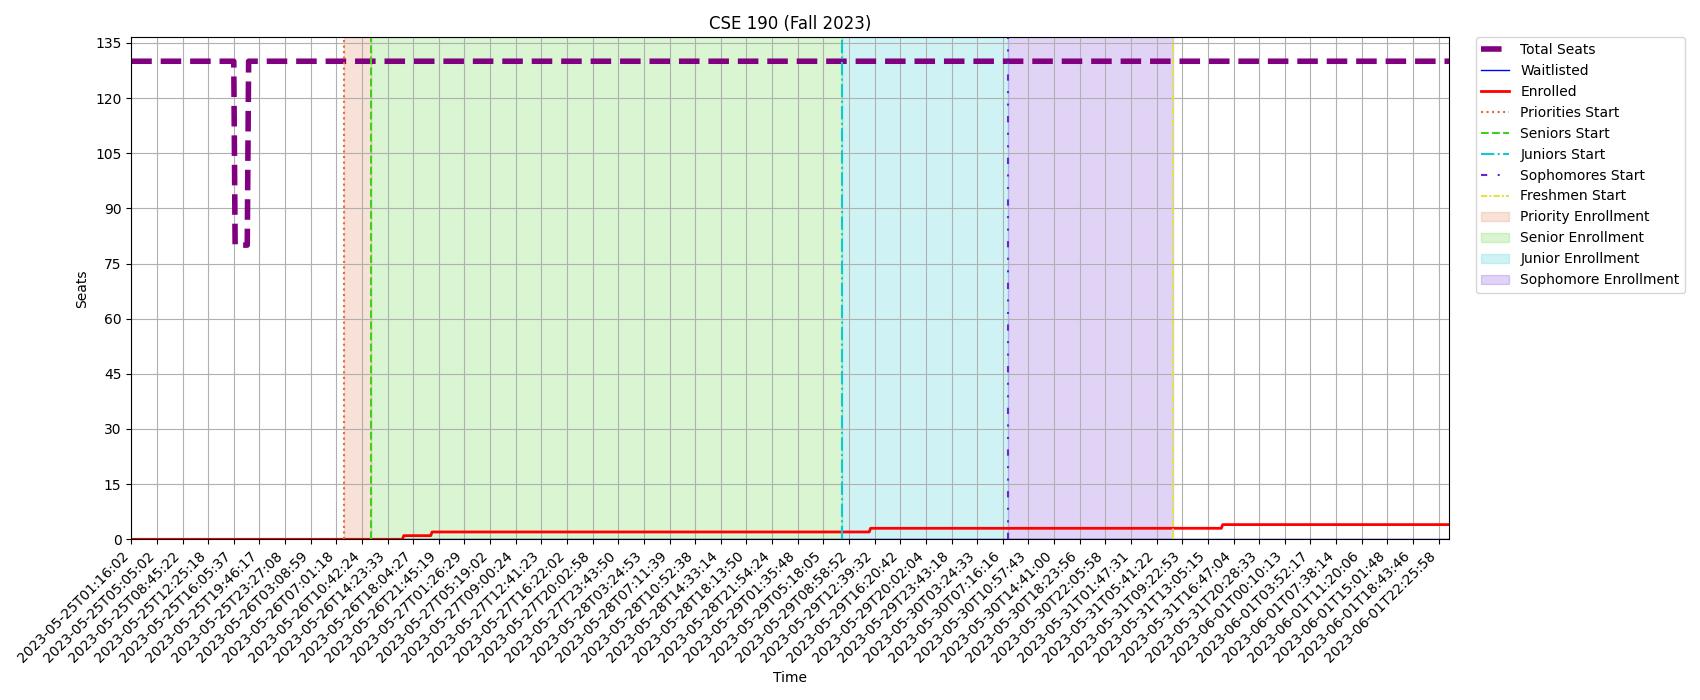 CSE 190 (Fall 2023)
135
120
105
90
75
60
45
30
15
0
Seats
2023-05-25T01:16:02
2023-05-25T05:05:02
2023-05-25T08:45:22
2023-05-25T12:25:18
2023-05-25T16:05:37
2023-05-25T19:46:17
2023-05-25T23:27:08
2023-05-26T03:08:59
2023-05-26T07:01:18
2023-05-26T10:42:24
2023-05-26T14:23:33
2023-05-26T18:04:27
2023-05-26T21:45:19
2023-05-27T01:26:29
2023-05-27T05:19:02
2023-05-27T09:00:24
2023-05-27T12:41:23
2023-05-27T16:22:02
2023-05-27T20:02:58
2023-05-27T23:43:50
2023-05-28T03:24:53
2023-05-28T07:11:39
2023-05-28T10:52:38
2023-05-28T14:33:14
2023-05-28T18:13:50
2023-05-28T21:54:24
2023-05-29T01:35:48
2023-05-29T05:18:05
2023-05-29T08:58:52
2023-05-29T12:39:32
2023-05-29T16:20:42
2023-05-29T20:02:04
2023-05-29T23:43:18
2023-05-30T03:24:33
2023-05-30T07:16:16
2023-05-30T10:57:43
2023-05-30T14:41:00
2023-05-30T18:23:56
2023-05-30T22:05:58
2023-05-31T01:47:31
2023-05-31T05:41:22
2023-05-31T09:22:53
2023-05-31T13:05:15
2023-05-31T16:47:04
2023-05-31T20:28:33
2023-06-01T00:10:13
2023-06-01T03:52:17
2023-06-01T07:38:14
2023-06-01T11:20:06
2023-06-01T15:01:48
2023-06-01T18:43:46
2023-06-01T22:25:58
Time
Total Seats
Waitlisted
Enrolled
Priorities Start
Seniors Start
Juniors Start
Sophomores Start
Freshmen Start
Priority Enrollment
Senior Enrollment
Junior Enrollment
Sophomore Enrollment